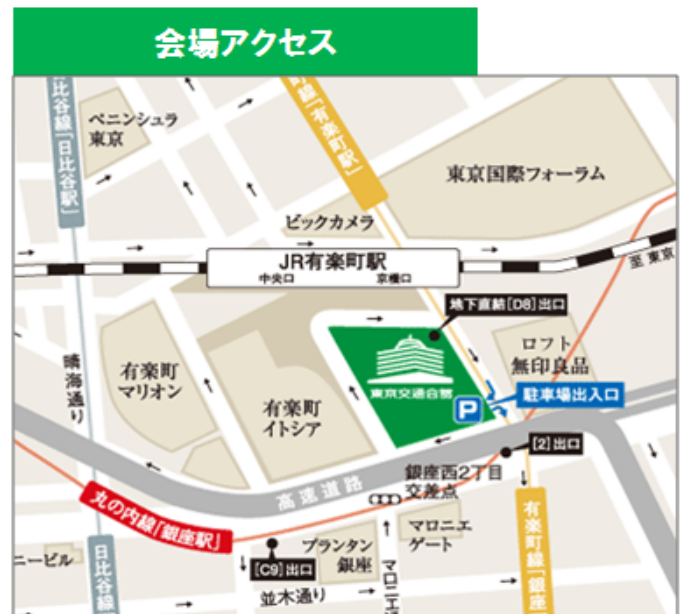 会場アクセス
比谷線「日比谷駅」
ペニンシュラ
東京
町線「有楽町駅」
東京国際フォーラム
ビックカメラ
JR有楽町駅
中央口
京橋口
至 東京
地下直結[D8]出口
ロフト
無印良品
東京交通会館
P
駐車場出入口
晴海通り
有楽町
マリオン
有楽町
イトシア
[2]出口
高速道路
銀座西2丁目
交差点
丸の内線「銀座駅」
マロニエ
ゲート
有楽町線「銀座
ニービル
日比谷線
[C9]出口
プランタン
銀座
マロニエ
並木通り